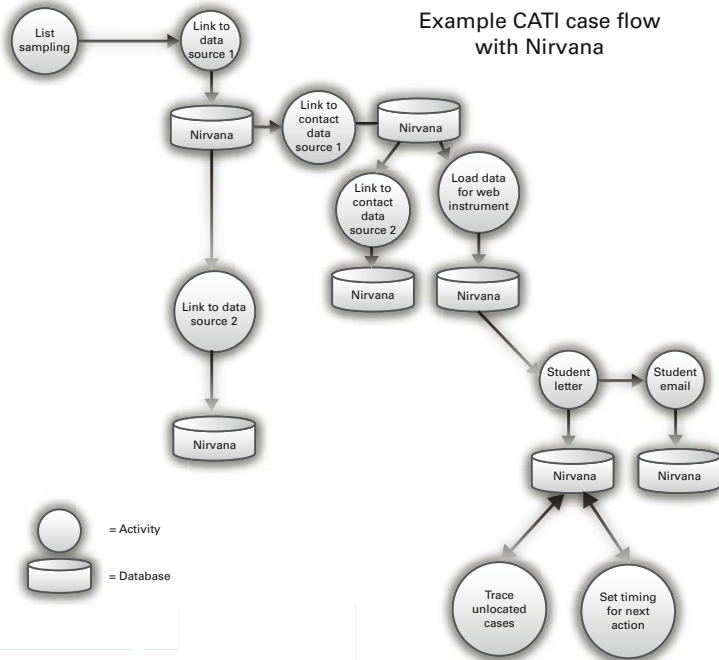 Example CATI case flow
with Nirvana
List
sampling
Link to
data
source 1
Nirvana
Link to
contact
data
source 1
Nirvana
Link to
contact
data
source 2
Load data
for web
instrument
Nirvana
Nirvana
Link to data
source 2
Nirvana
Student
letter
Student
email
Nirvana
Nirvana
Trace
unlocated
cases
Set timing
for next
action
= Activity
= Database